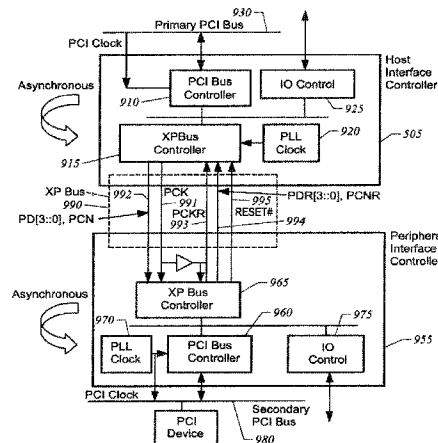 930
Primary PCI Bus
PCI Clock
Asynchronous
PCI Bus
Controller
910
IO Control
925
Host
Interface
Controller
505
XPBus
Controller
915
PLL
Clock
920
XP Bus
990
992
PCK
991
PCKR
993
PD[3::0], PCN
995
RESET#
994
PDR[3::0], PCNR
Peripheral
Interface
Controller
XP Bus
Controller
965
Asynchronous
970
PLL
Clock
960
PCI Bus
Controller
975
IO
Control
955
PCI Clock
Secondary
PCI Bus
980
PCI
Device